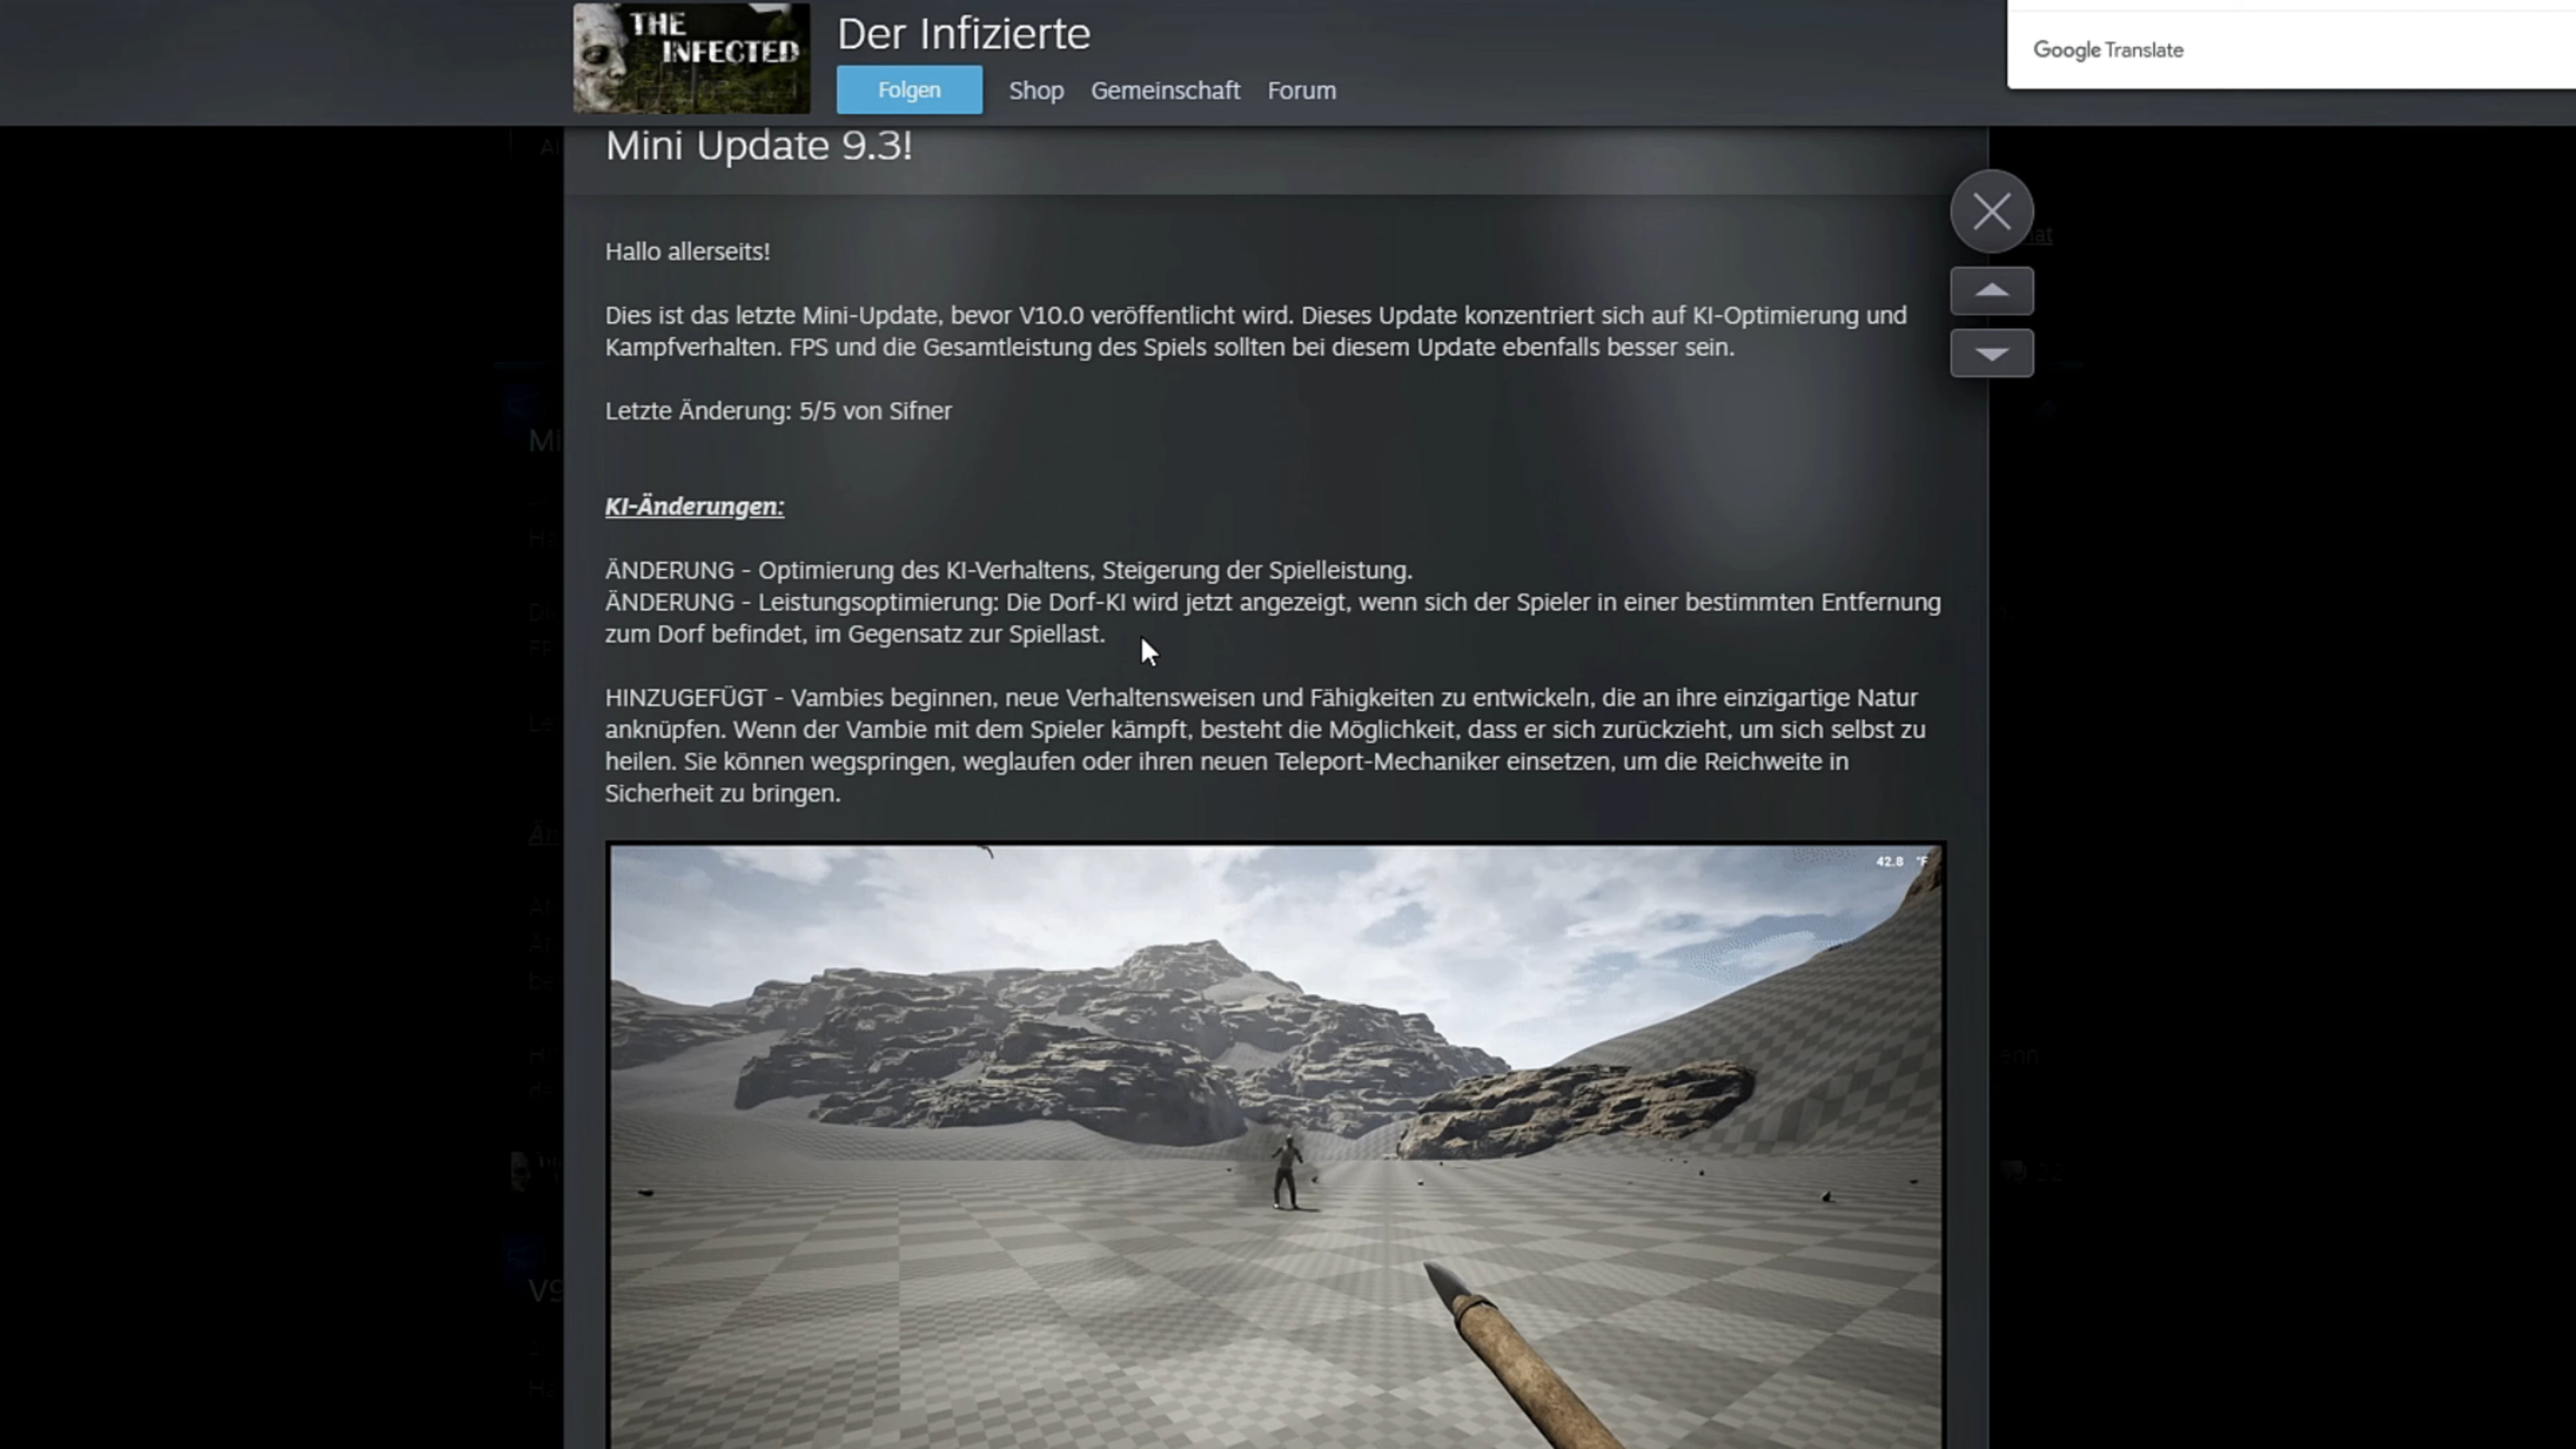 THE
INFECTED
Der Infizierte
Folgen
Shop
Gemeinschaft
Forum
Google Translate
Mini Update 9.3!
Hallo allerseits!
Dies ist das letzte Mini-Update, bevor V10.0 veröffentlicht wird. Dieses Update konzentriert sich auf KI-Optimierung und
Kampfverhalten. FPS und die Gesamtleistung des Spiels sollten bei diesem Update ebenfalls besser sein.
Letzte Änderung: 5/5 von Sifner
KI-Änderungen:
ÄNDERUNG - Optimierung des KI-Verhaltens, Steigerung der Spielleistung.
ÄNDERUNG - Leistungsoptimierung: Die Dorf-KI wird jetzt angezeigt, wenn sich der Spieler in einer bestimmten Entfernung
zum Dorf befindet, im Gegensatz zur Spiellast.
HINZUGEFÜGT - Vambies beginnen, neue Verhaltensweisen und Fähigkeiten zu entwickeln, die an ihre einzigartige Natur
anknüpfen. Wenn der Vambie mit dem Spieler kämpft, besteht die Möglichkeit, dass er sich zurückzieht, um sich selbst zu
heilen. Sie können wegspringen, weglaufen oder ihren neuen Teleport-Mechaniker einsetzen, um die Reichweite in
Sicherheit zu bringen.
42.8 °F